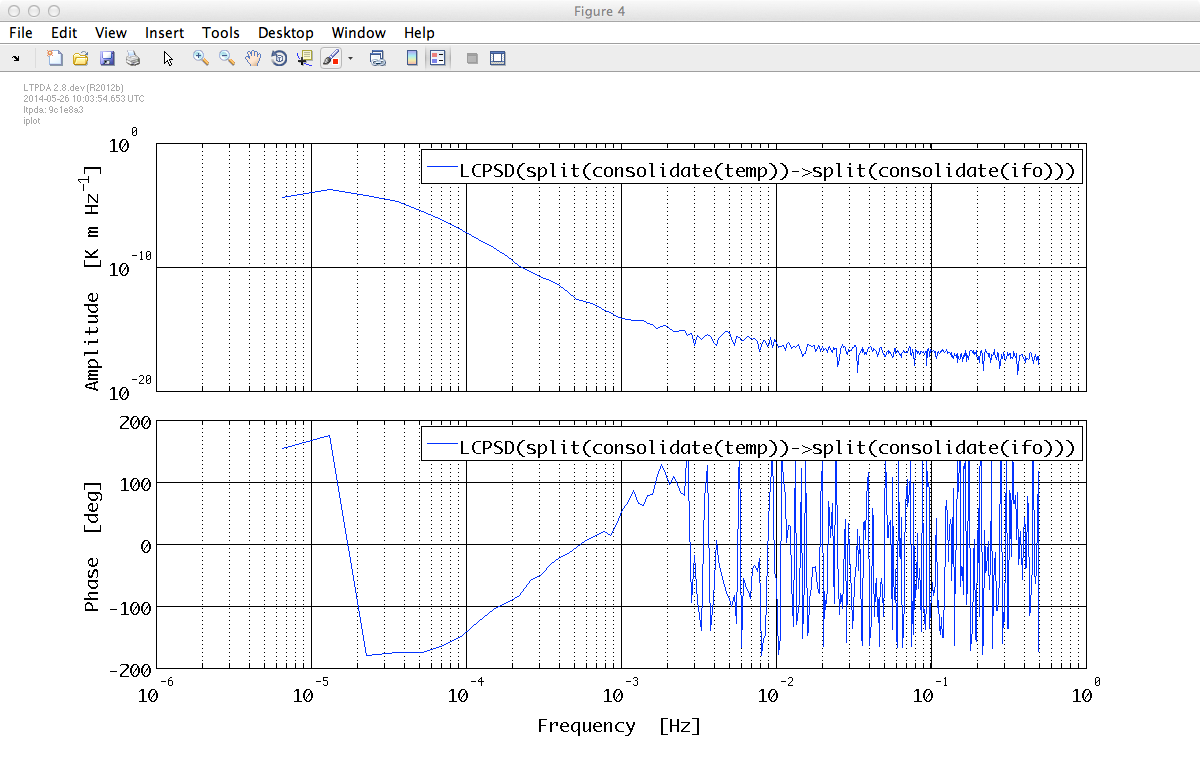 Figure 4
File Edit View Insert Tools Desktop Window Help
LTPDA 2.8.dev (R2012b)
2014-05-26 10:03:54.653 UTC
ltpda: 9c1e8a3
iplot
10^0
LCPSD(split(consolidate(temp))->split(consolidate(ifo)))
10^-10
10^-20
Amplitude [K m Hz^-1]
200
LCPSD(split(consolidate(temp))->split(consolidate(ifo)))
100
0
-100
-200
Phase [deg]
10^-6 10^-5 10^-4 10^-3 10^-2 10^-1 10^0
Frequency [Hz]